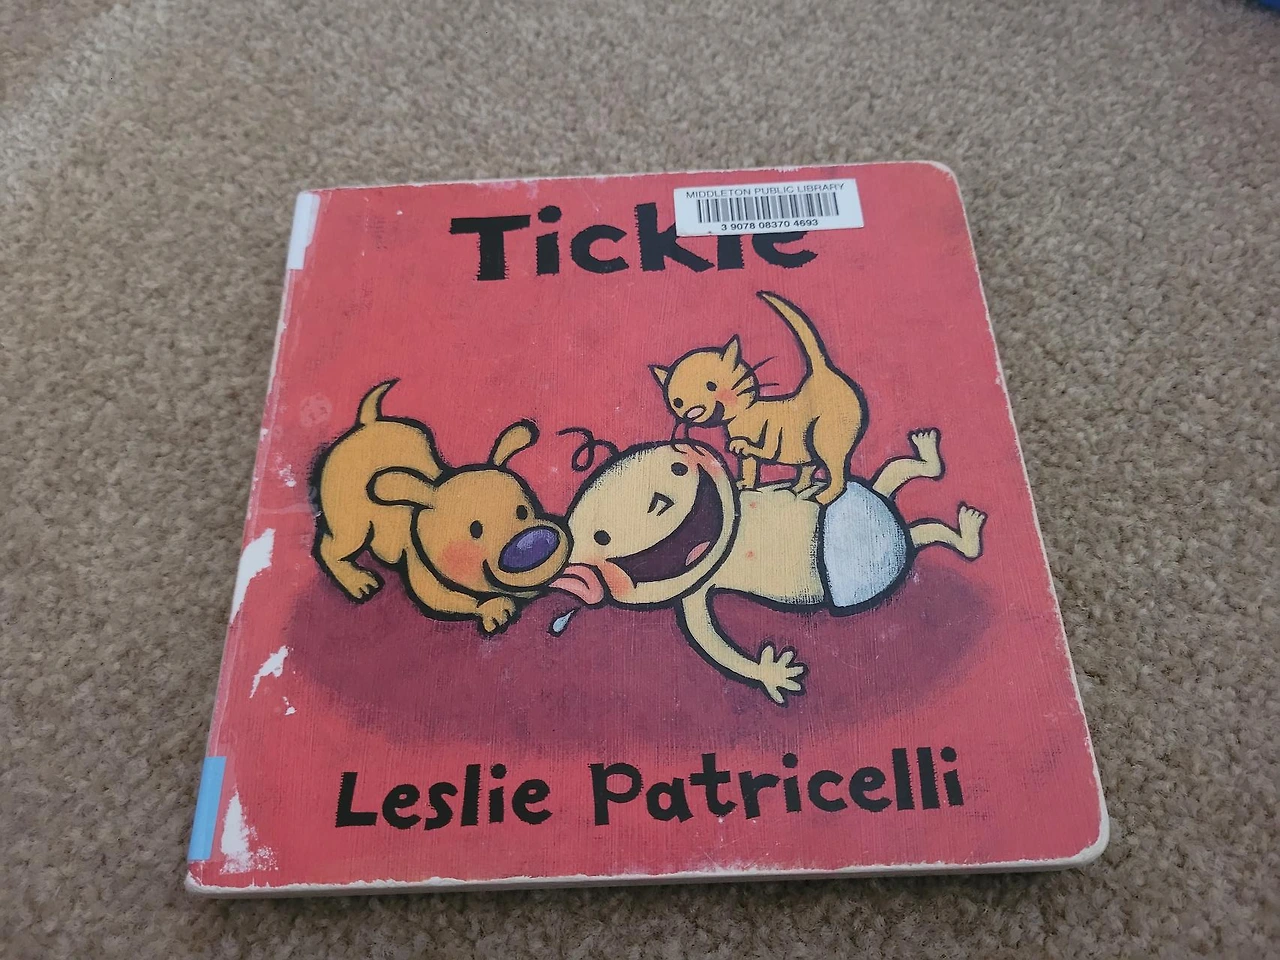 MIDDLETON PUBLIC LIBRARY
3 9078 08370 4693
Tickle
Leslie Patricelli